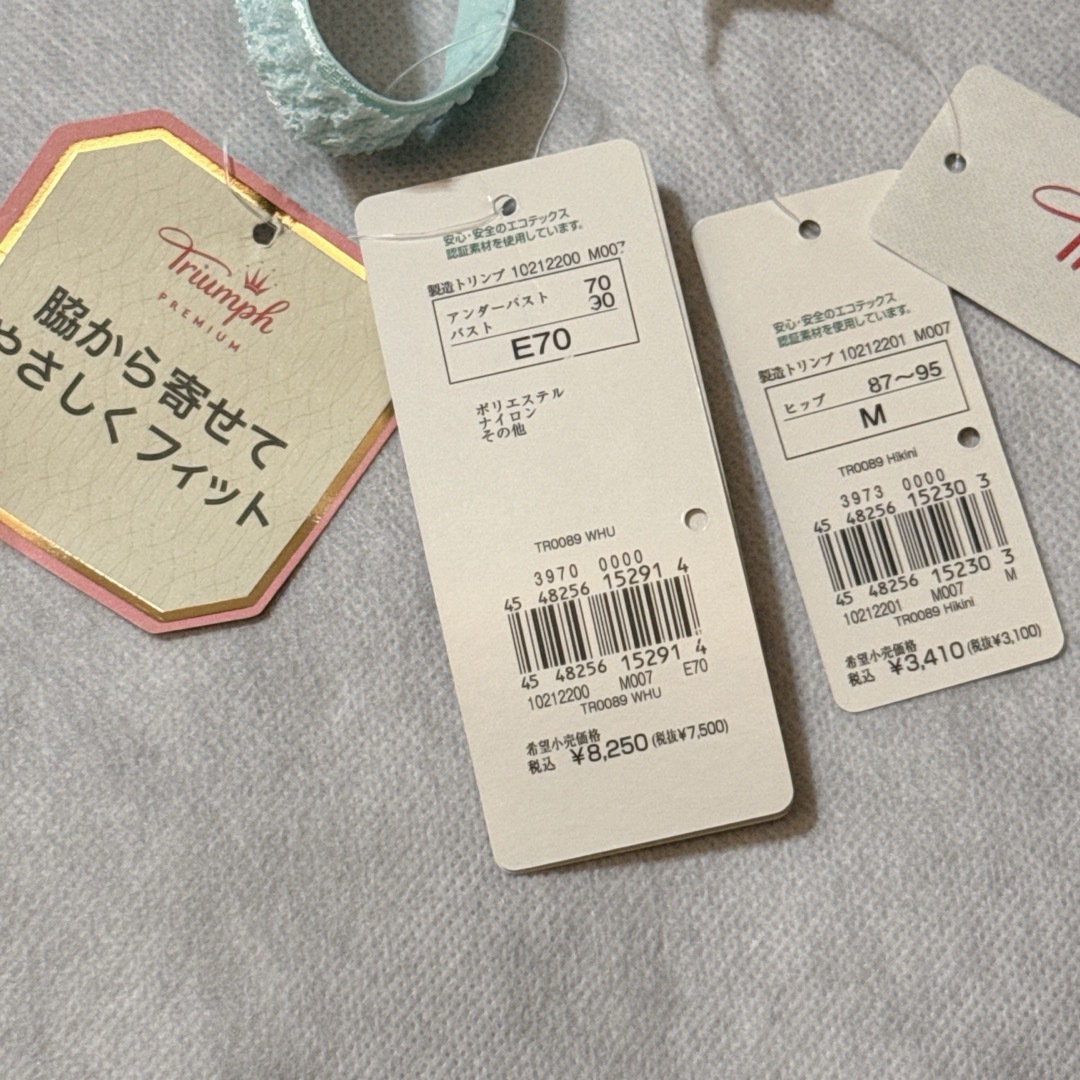 Triumph
PREMIUM
脇から寄せて
やさしくフィット
安心・安全のエコテックス
認証素材を使用しています。
製造トリンプ 10212200 M007
アンダーバスト 70
バスト 90
E70
ポリエステル
ナイロン
その他
TR0089 WHU
3970 0000
45 48256 15291 4
45 48256 15291 4
10212200 M007 E70
TR0089 WHU
希望小売価格
税込 ¥8,250(税抜¥7,500)
安心・安全のエコテックス
認証素材を使用しています。
製造トリンプ 10212201 M007
ヒップ 87〜95
M
TR0089 Hikini
3973 0000
45 48256 15230 3
45 48256 15230 3
10212201 M007 M
TR0089 Hikini
希望小売価格
税込 ¥3,410(税抜¥3,100)